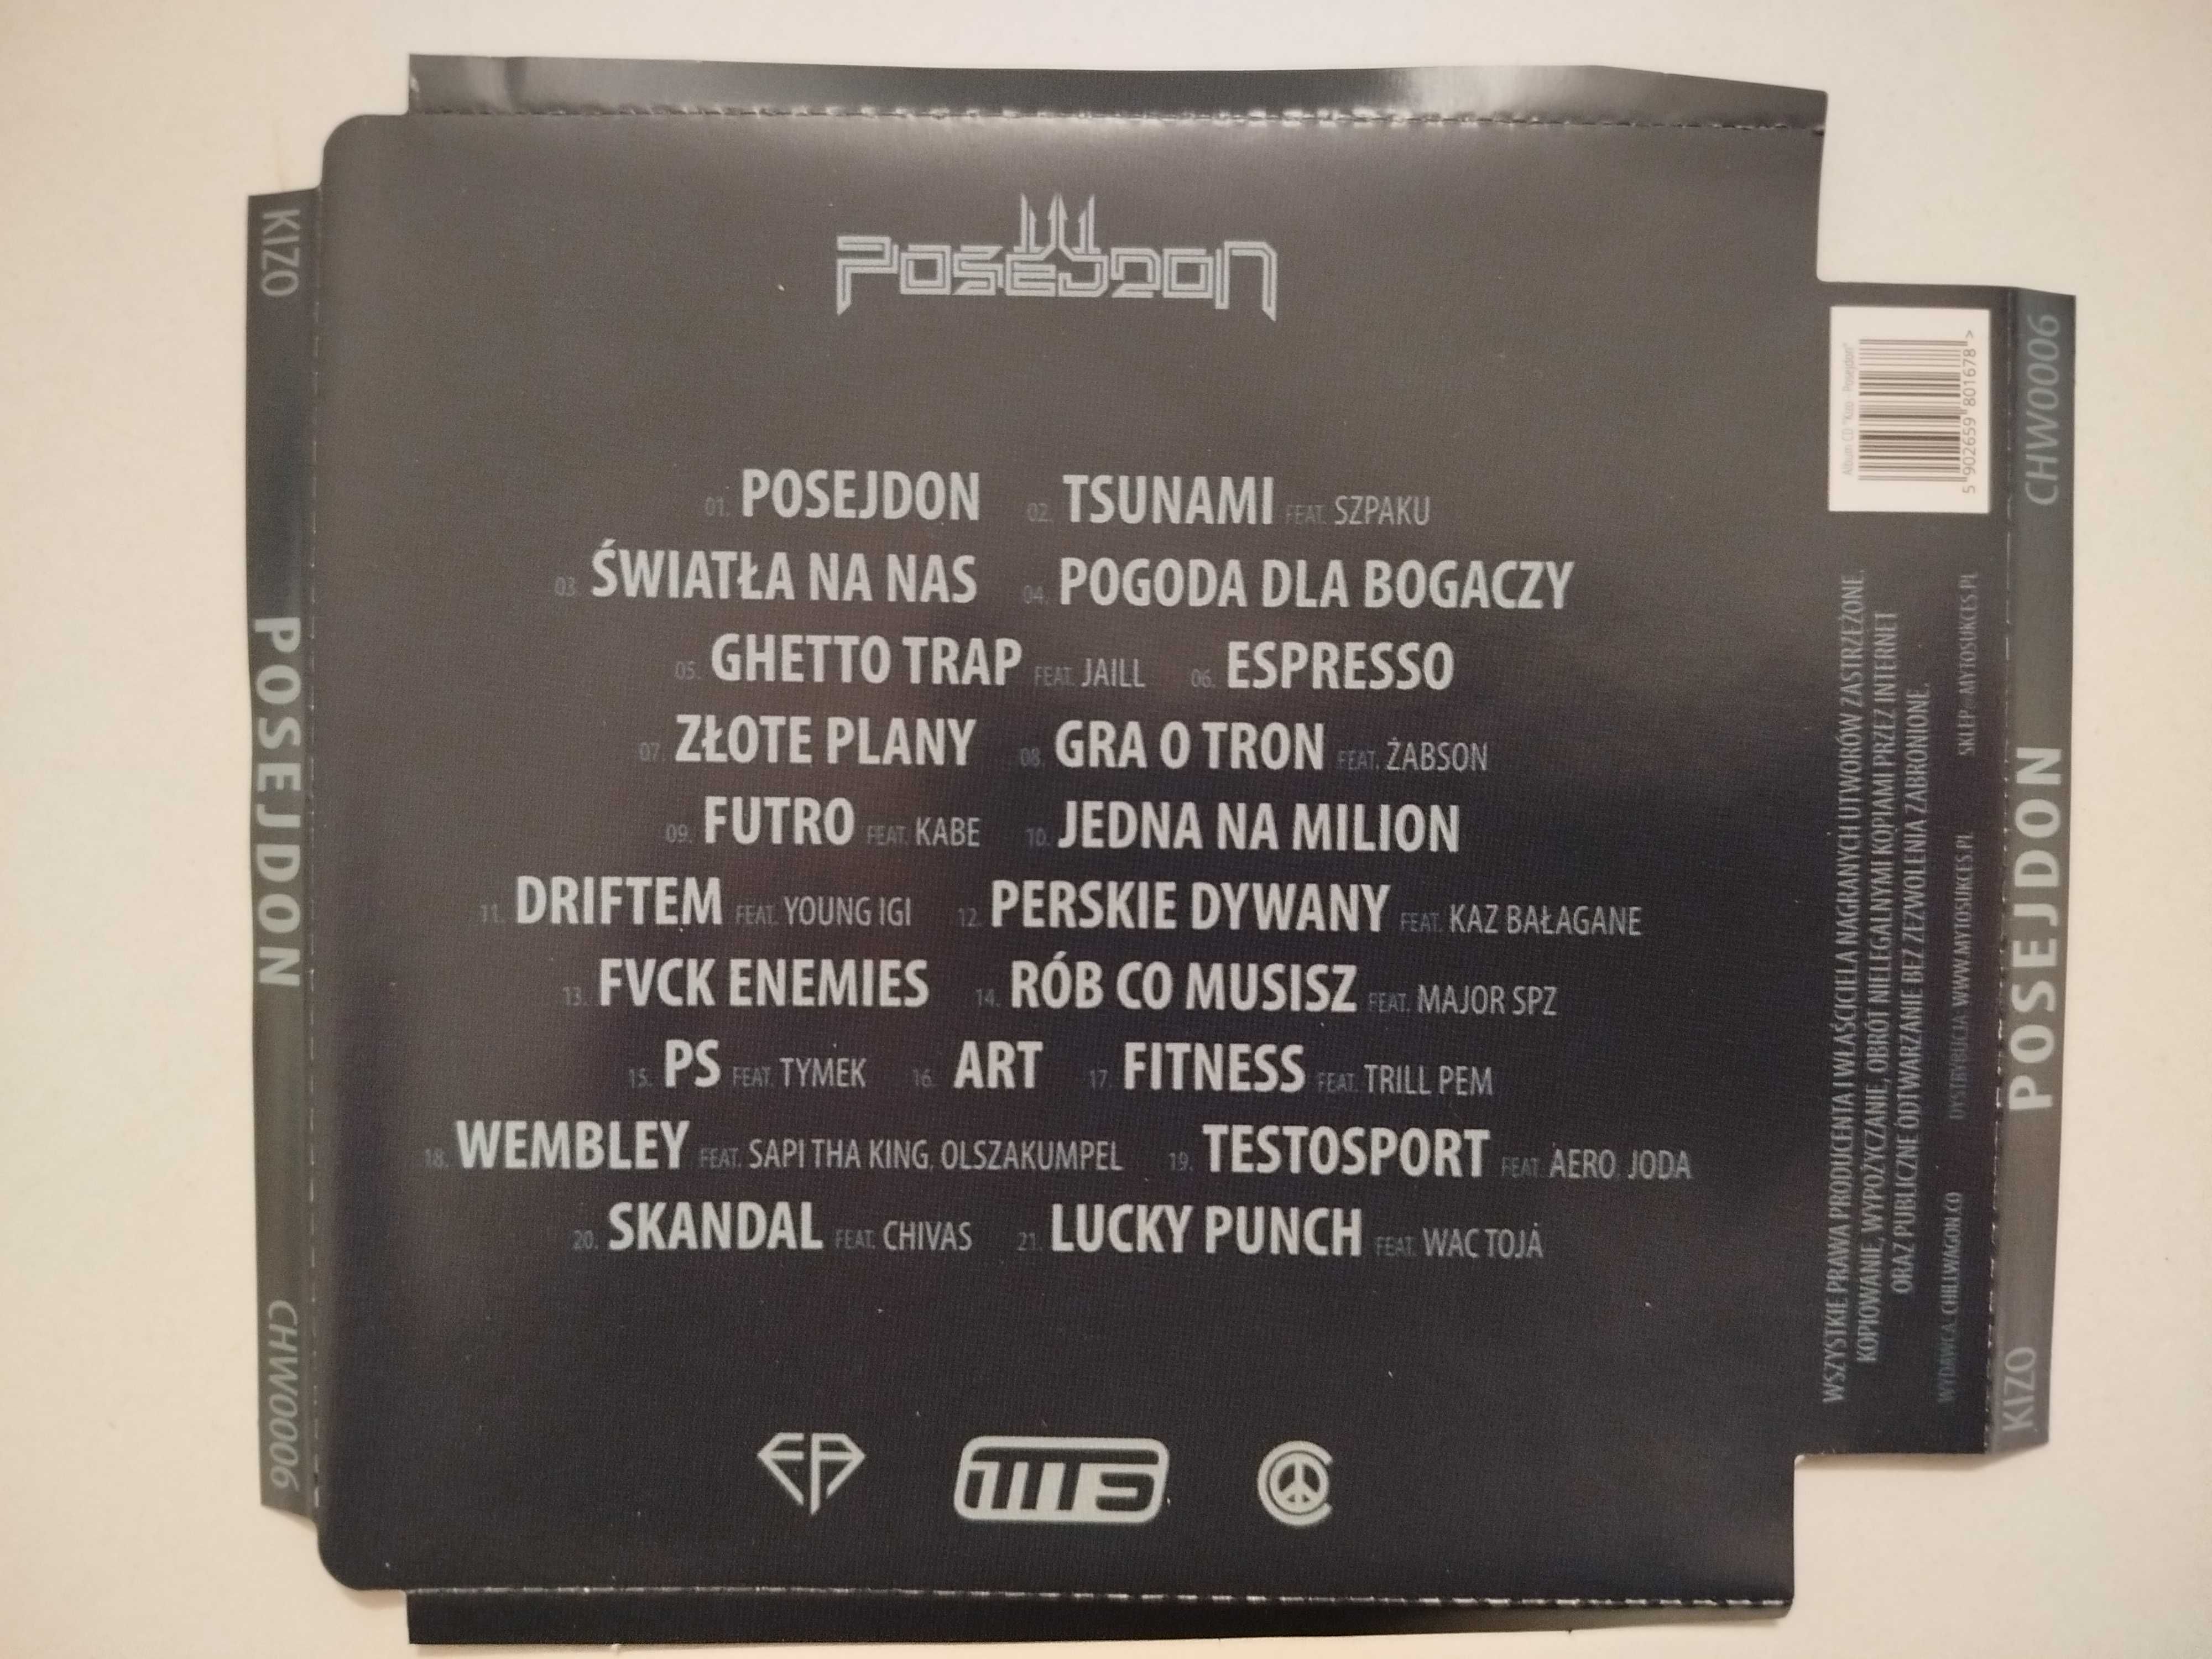 POSEJDON
01. POSEJDON 02. TSUNAMI FEAT. SZPAKU
03. ŚWIATŁA NA NAS 04. POGODA DLA BOGACZY
05. GHETTO TRAP FEAT. JAILL 06. ESPRESSO
07. ZŁOTE PLANY 08. GRA O TRON FEAT. ŻABSON
09. FUTRO FEAT. KABE 10. JEDNA NA MILION
11. DRIFTEM FEAT. YOUNG IGI 12. PERSKIE DYWANY FEAT. KAZ BAŁAGANE
13. FVCK ENEMIES 14. RÓB CO MUSISZ FEAT. MAJOR SPZ
15. PS FEAT. TYMEK 16. ART 17. FITNESS FEAT. TRILL PEM
18. WEMBLEY FEAT. SAPI THA KING, OLSZAKUMPEL 19. TESTOSPORT FEAT. AERO, JODA
20. SKANDAL FEAT. CHIVAS 21. LUCKY PUNCH FEAT. WAC TOJA
KIZO POSEJDON CHW0006
WSZYSTKIE PRAWA PRODUCENTA I WŁAŚCICIELA NAGRANYCH UTWORÓW ZASTRZEŻONE.
KOPIOWANIE, WYPOŻYCZANIE, OBRÓT NIELEGALNYMI KOPIAMI PRZEZ INTERNET
ORAZ PUBLICZNE ODTWARZANIE BEZ ZEZWOLENIA ZABRONIONE.
WYDAWCA CHILLWAGON.CO DYSTRYBUCJA WWW.MYTOSUKCES.PL SKLEP@MYTOSUKCES.PL
Album CD "Kizo - Posejdon"
5 902659 801678 >
KIZO POSEJDON CHW0006